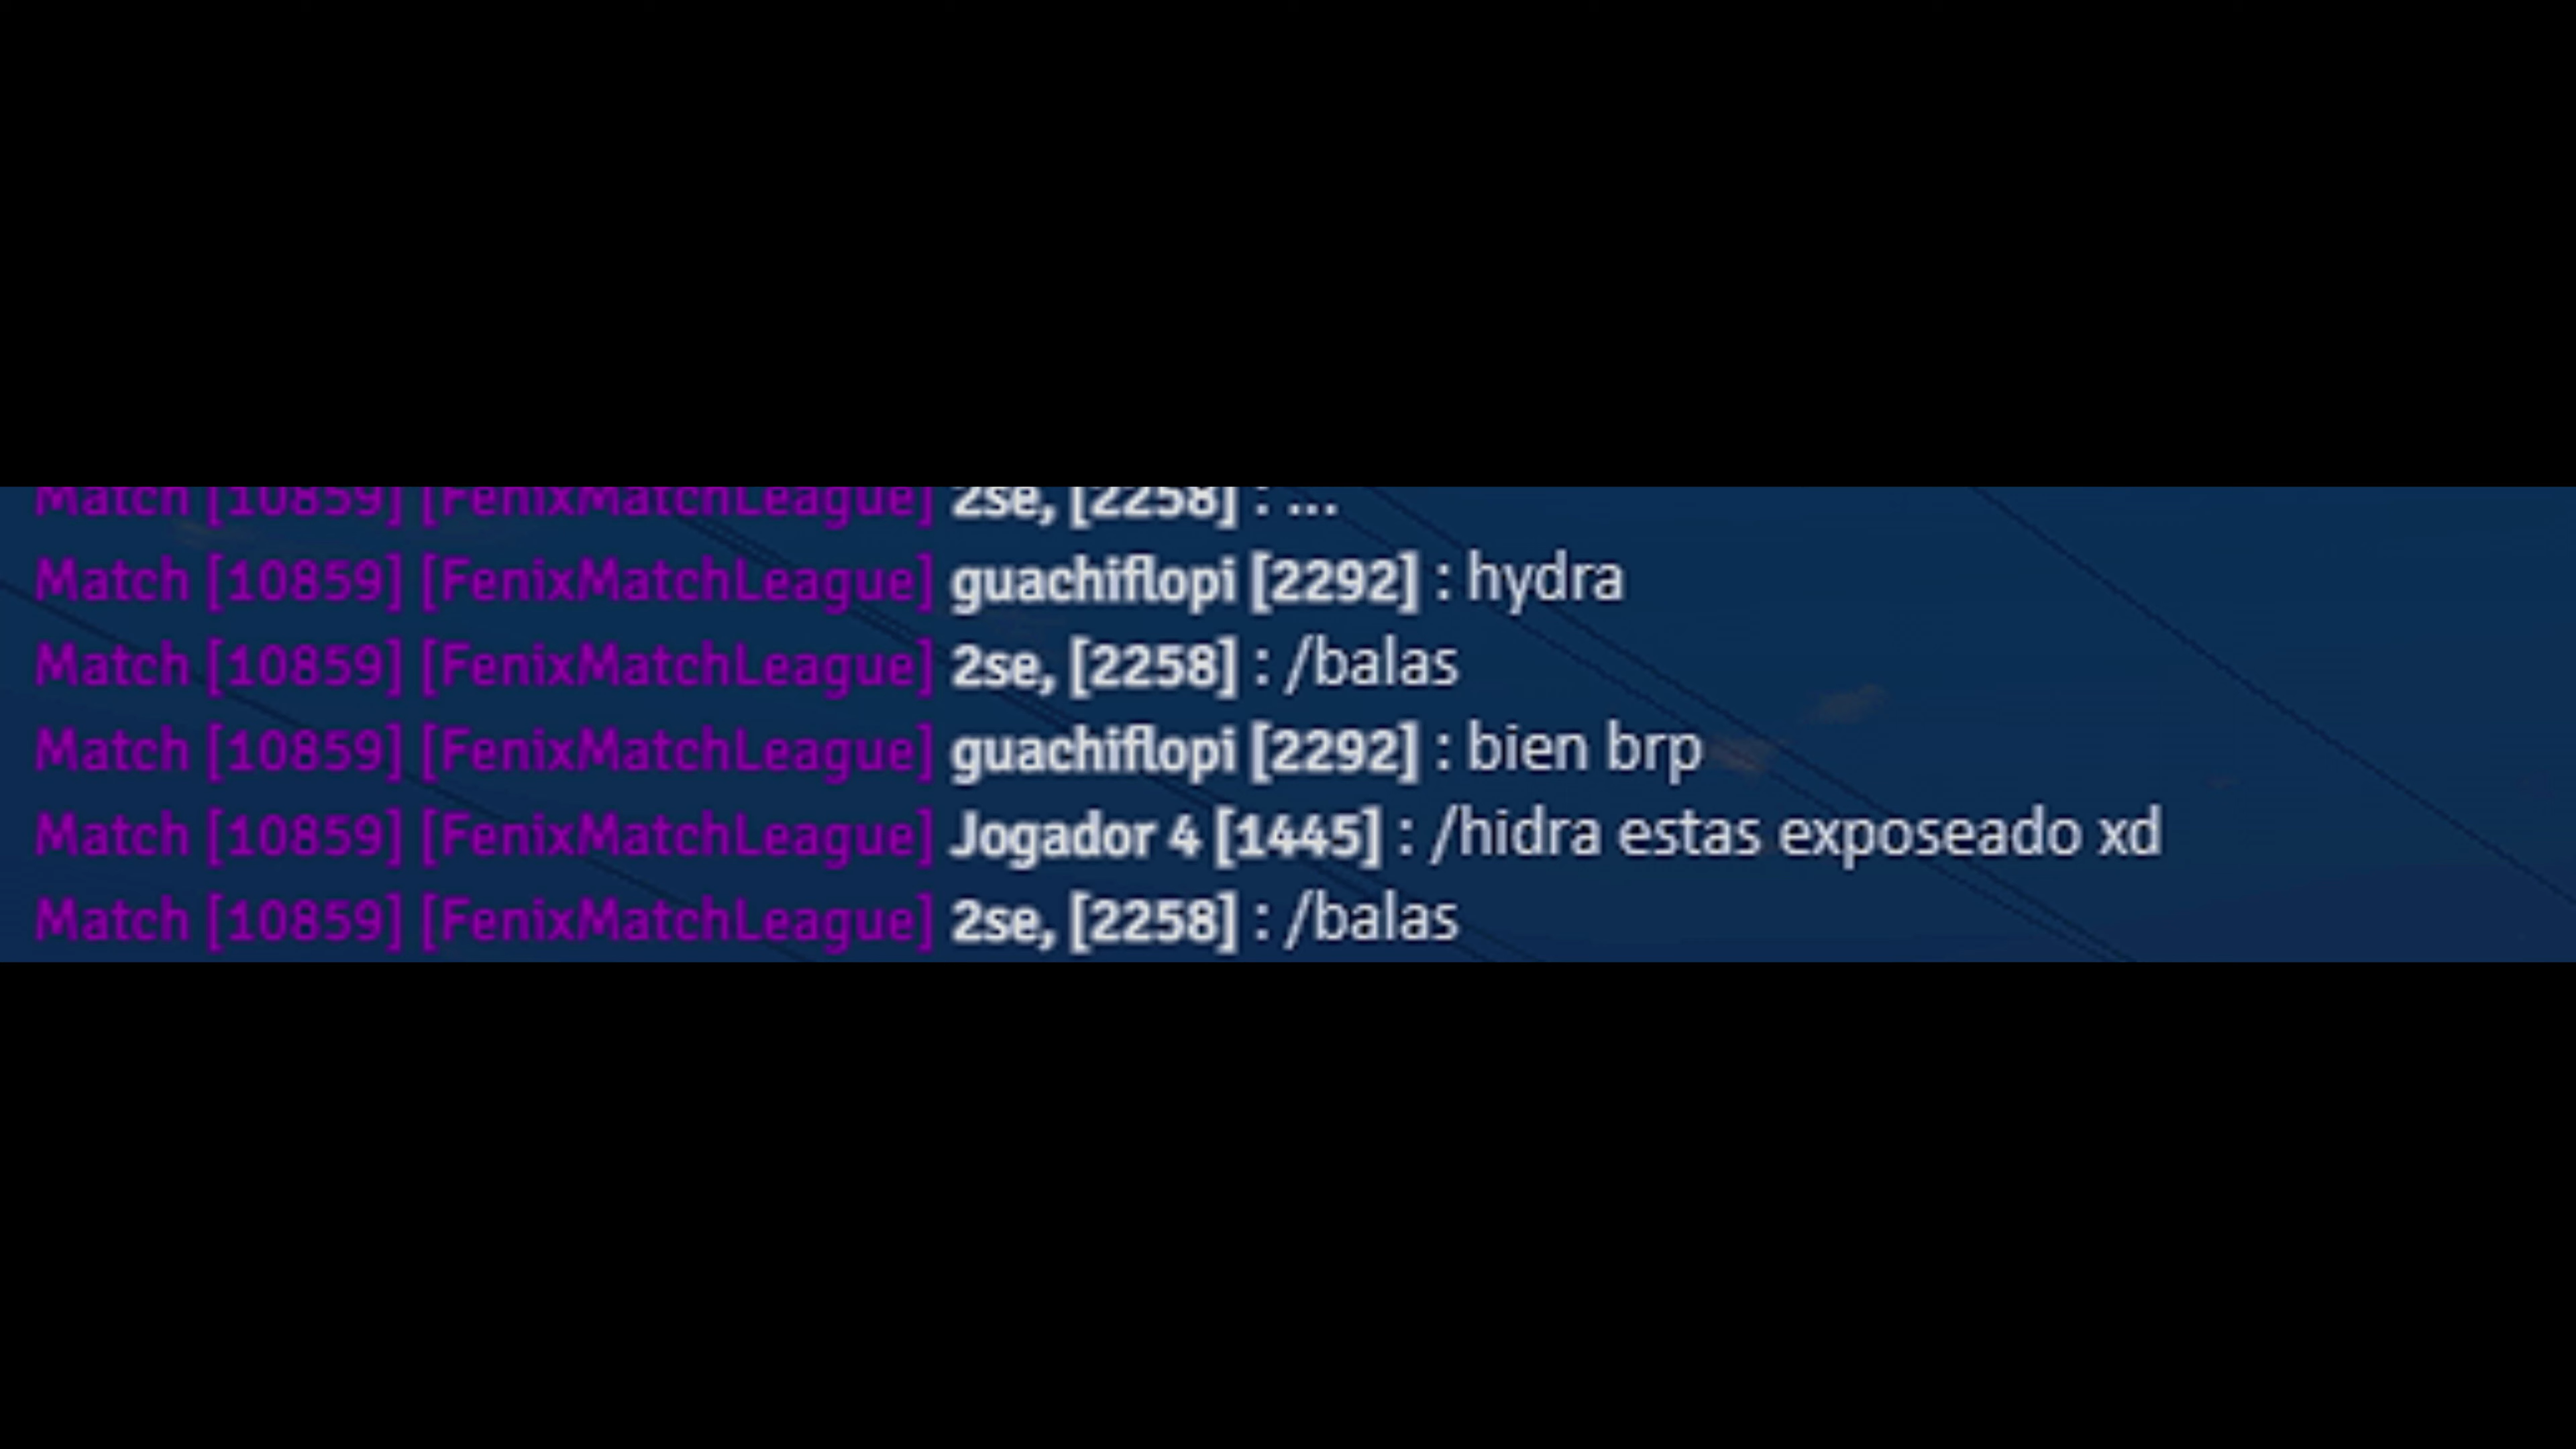 Match [10859] [FenixMatchLeague] 2se, [2258] : ...
Match [10859] [FenixMatchLeague] guachiflopi [2292] : hydra
Match [10859] [FenixMatchLeague] 2se, [2258] : /balas
Match [10859] [FenixMatchLeague] guachiflopi [2292] : bien brp
Match [10859] [FenixMatchLeague] Jogador 4 [1445] : /hidra estas exposeado xd
Match [10859] [FenixMatchLeague] 2se, [2258] : /balas